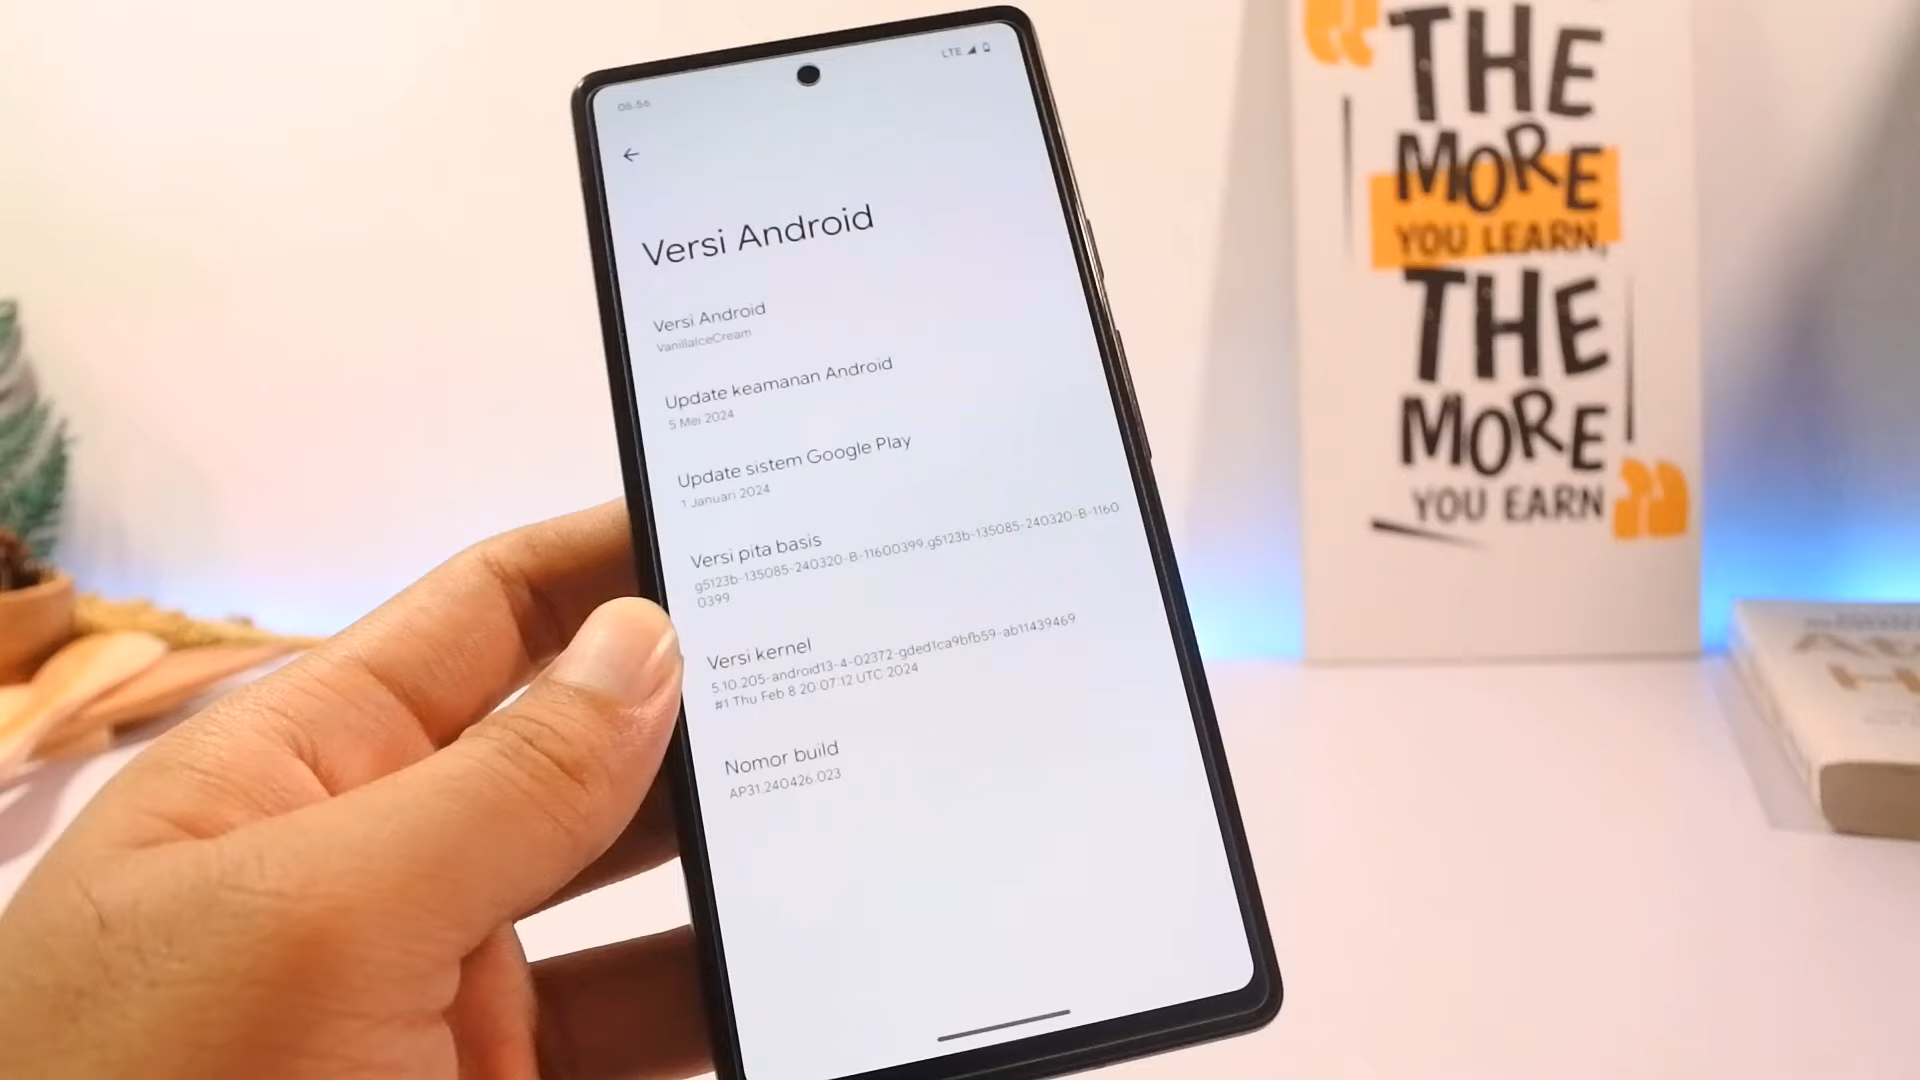 05.56
LTE
Versi Android
Versi Android
VanillaIceCream
Update keamanan Android
5 Mei 2024
Update sistem Google Play
1 Januari 2024
Versi pita basis
g5123b-135085-240320-B-11600399,g5123b-135085-240320-B-1160
0399
Versi kernel
5.10.205-android13-4-02372-gded1ca9bfb59-ab11439469
#1 Thu Feb 8 20:07:12 UTC 2024
Nomor build
AP31.240426.023
THE
MORE
YOU LEARN,
THE
MORE
YOU EARN